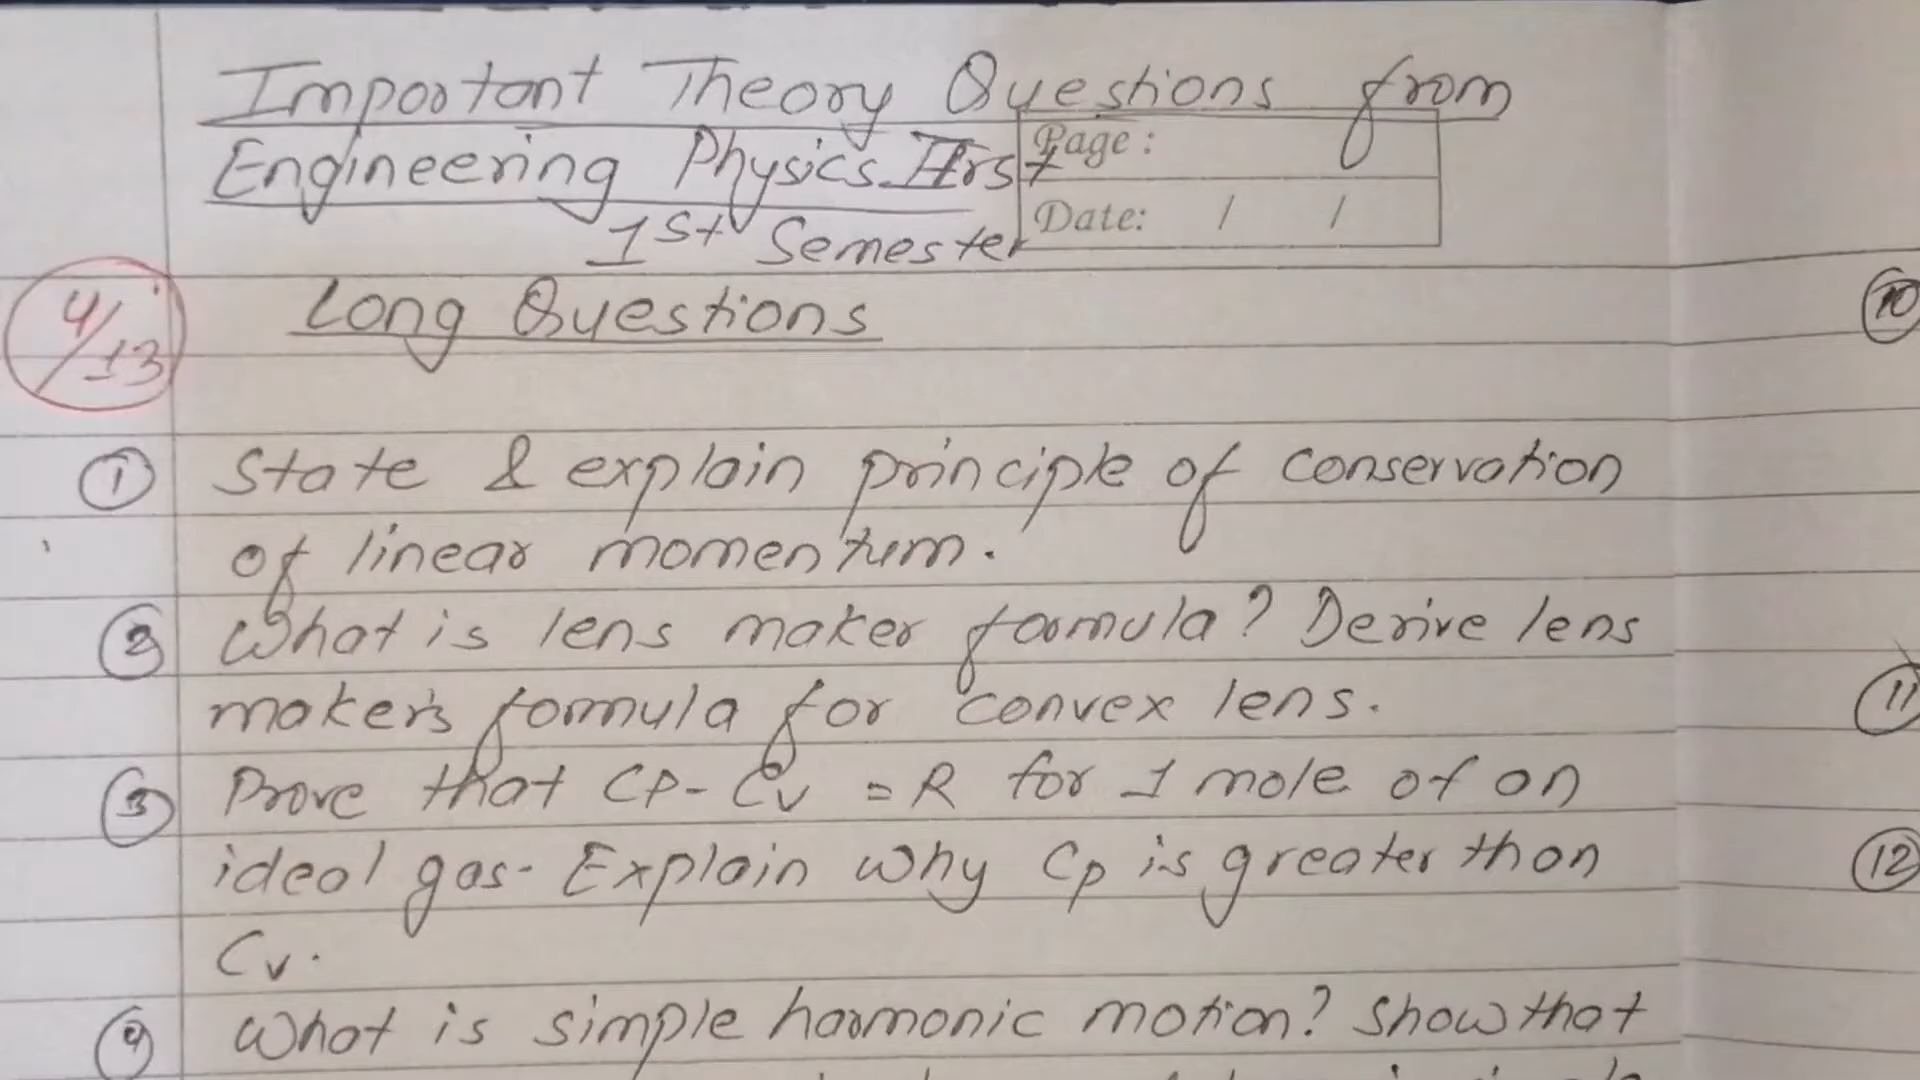 Important Theory Questions from
Engineering Physics First
Page:
Date: / /
1st Semester
4/13
Long Questions
10
1 State & explain principle of conservation
of linear momentum.
2 What is lens maker formula? Derive lens
maker's formula for convex lens.
11
3 Prove that CP - Cv = R for 1 mole of an
ideal gas. Explain why Cp is greater than
12
Cv.
4 What is simple harmonic motion? Show that